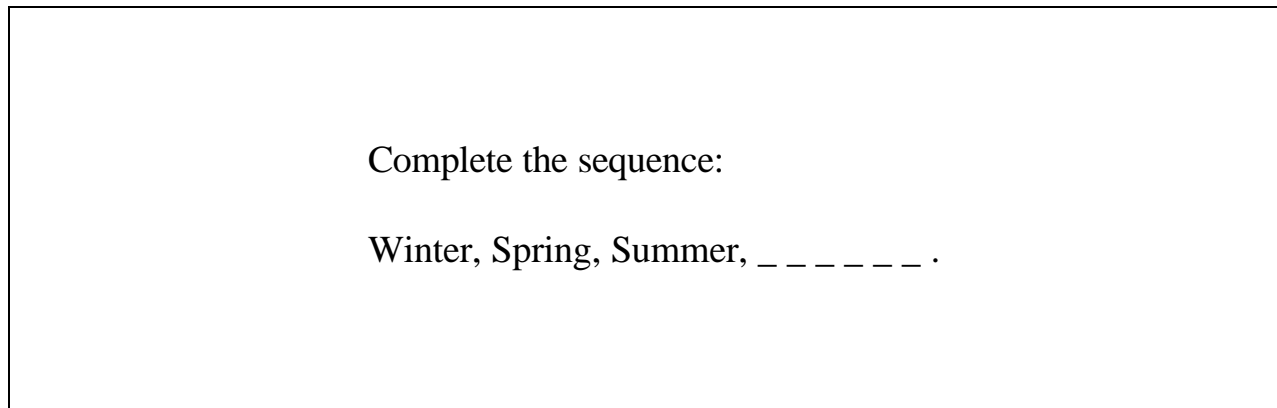 Complete the sequence:
Winter, Spring, Summer, _ _ _ _ _ _ .